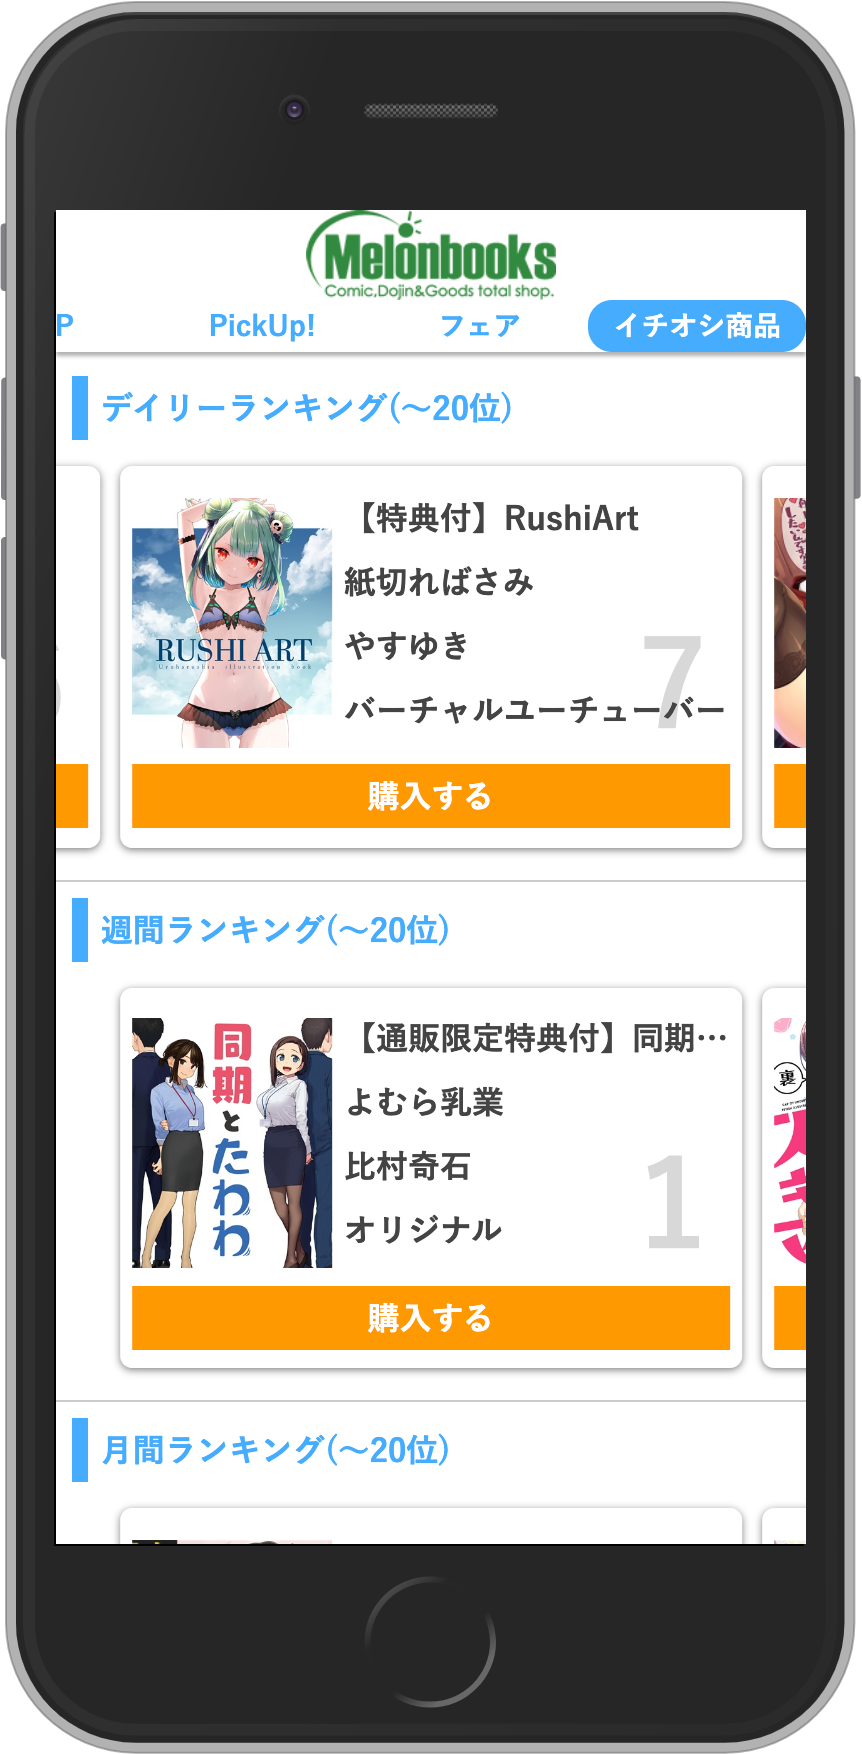 Melonbooks
Comic,Dojin&Goods total shop.
P
PickUp!
フェア
イチオシ商品
デイリーランキング(〜20位)
RUSHI ART
Uruharushia illustration book
【特典付】RushiArt
紙切ればさみ
やすゆき
バーチャルユーチューバー
7
購入する
週間ランキング(〜20位)
同期とたわわ
【通販限定特典付】同期…
よむら乳業
比村奇石
オリジナル
1
裏
購入する
月間ランキング(〜20位)